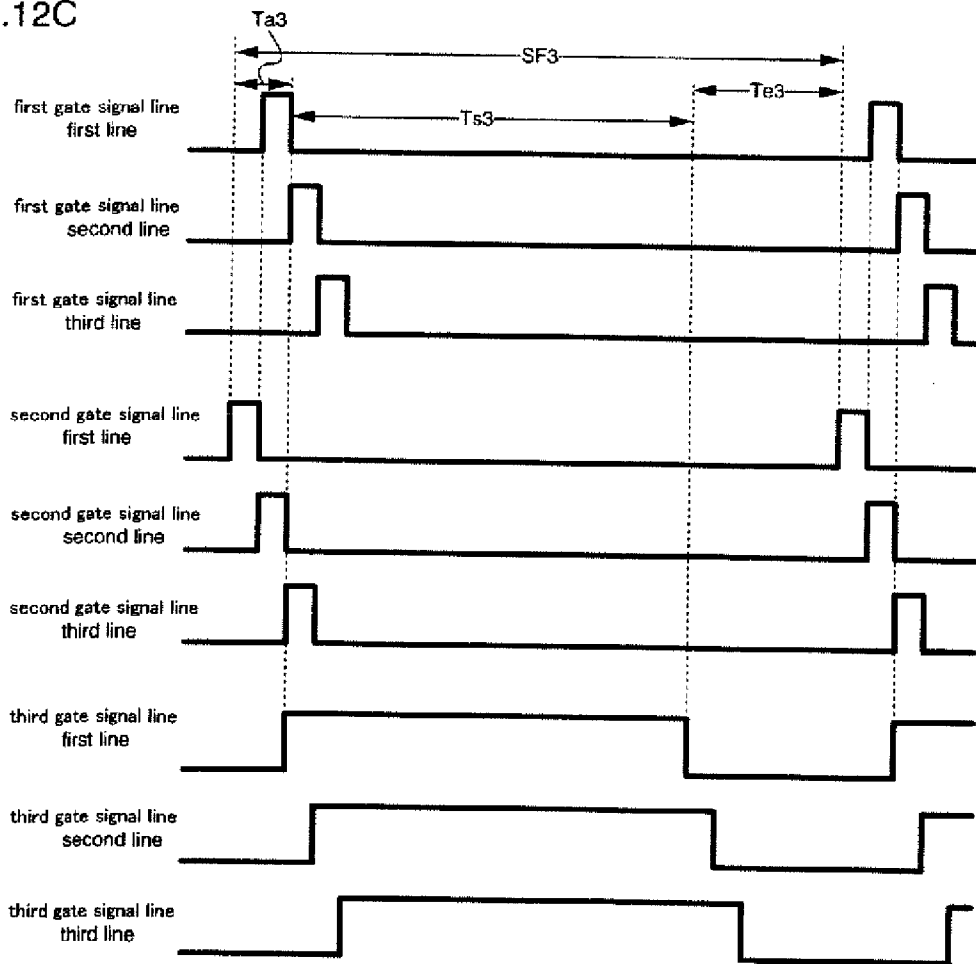 .12C
Ta3
SF3
Te3
Ts3
first gate signal line
first line
first gate signal line
second line
first gate signal line
third line
second gate signal line
first line
second gate signal line
second line
second gate signal line
third line
third gate signal line
first line
third gate signal line
second line
third gate signal line
third line